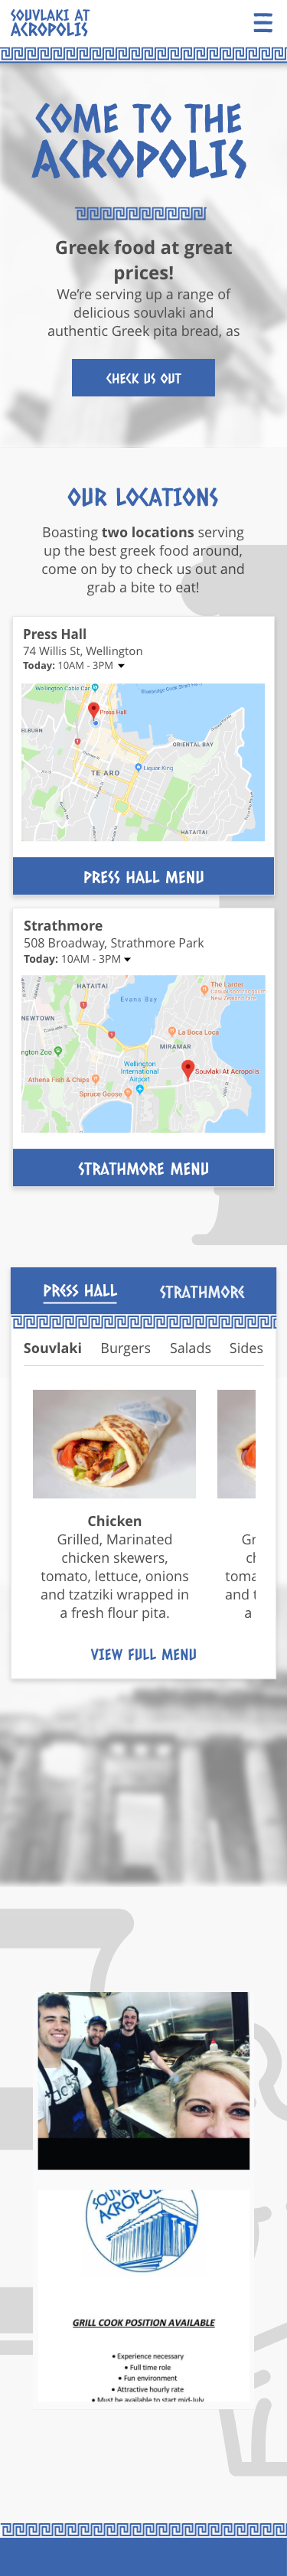 SOUVLAKI AT
ACROPOLIS
COME TO THE
ACROPOLIS
Greek food at great
prices!
We're serving up a range of
delicious souvlaki and
authentic Greek pita bread, as
CHECK US OUT
OUR LOCATIONS
Boasting two locations serving
up the best greek food around,
come on by to check us out and
grab a bite to eat!
Press Hall
74 Willis St, Wellington
Today: 10AM - 3PM
Wellington Cable Car
Press Hall
ELBURN
ORIENTAL BAY
Liquor King
TE ARO
HATAITAI
PRESS HALL MENU
Strathmore
508 Broadway, Strathmore Park
Today: 10AM - 3PM
HATAITAI
The Larder
Evans Bay
NEWTOWN
La Boca Loca
MIRAMAR
ngton Zoo
Wellington
International
Airport
Souvlaki At Acropolis
Athena Fish & Chips
Spruce Goose
STRATHMORE MENU
PRESS HALL
STRATHMORE
Souvlaki Burgers Salads Sides
Chicken
Grilled, Marinated
chicken skewers,
tomato, lettuce, onions
and tzatziki wrapped in
a fresh flour pita.
Gr
ch
toma
and t
a
VIEW FULL MENU
SOUVL
ACROPOL
GRILL COOK POSITION AVAILABLE
• Experience necessary
• Full time role
• Fun environment
• Attractive hourly rate
• Must be available to start mid-July